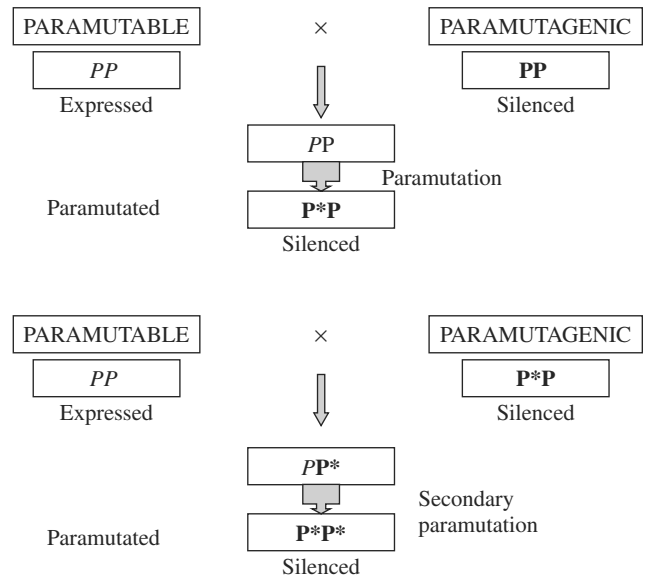 PARAMUTABLE × PARAMUTAGENIC
PP PP
Expressed Silenced
PP
Paramutation
Paramutated P*P
Silenced
PARAMUTABLE × PARAMUTAGENIC
PP P*P
Expressed Silenced
PP*
Secondary
paramutation
Paramutated P*P*
Silenced